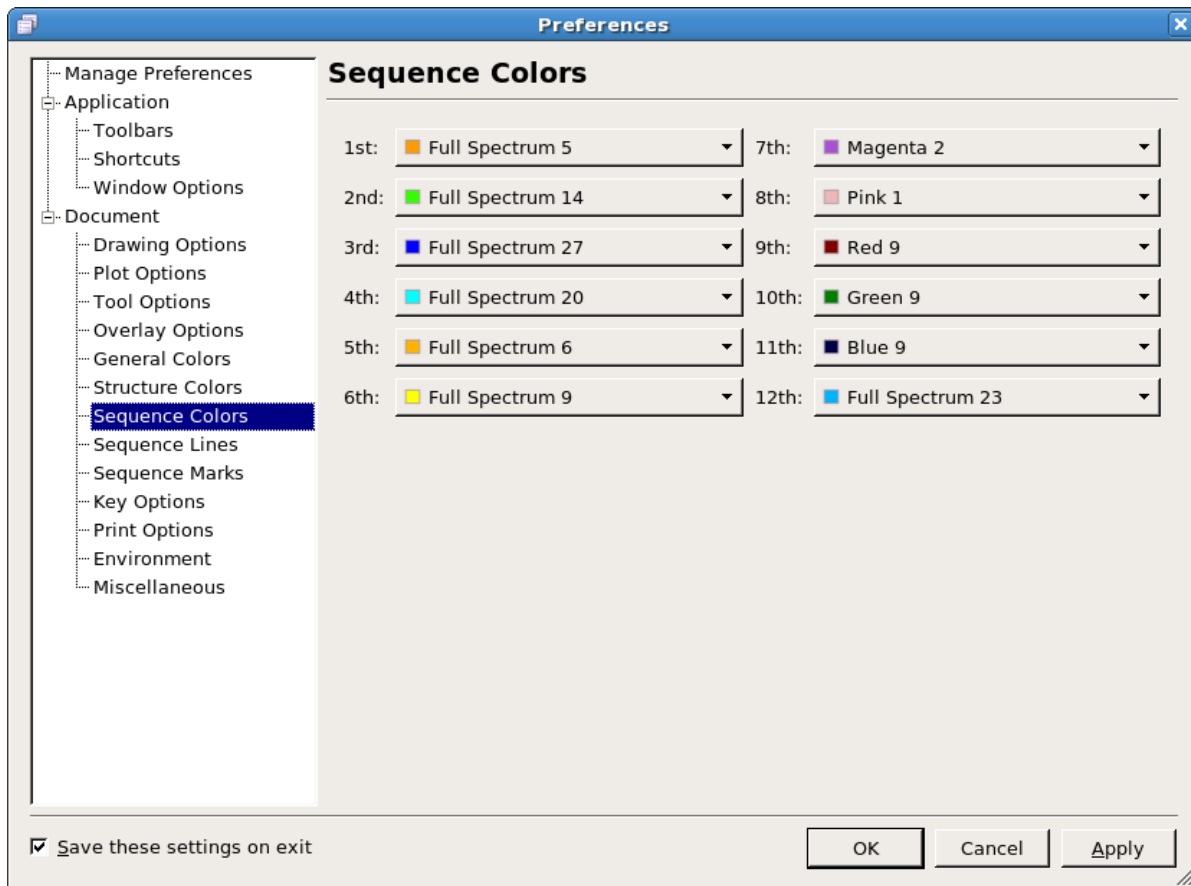 Preferences
Manage Preferences
Application
Toolbars
Shortcuts
Window Options
Document
Drawing Options
Plot Options
Tool Options
Overlay Options
General Colors
Structure Colors
Sequence Colors
Sequence Lines
Sequence Marks
Key Options
Print Options
Environment
Miscellaneous
Sequence Colors
1st: Full Spectrum 5
2nd: Full Spectrum 14
3rd: Full Spectrum 27
4th: Full Spectrum 20
5th: Full Spectrum 6
6th: Full Spectrum 9
7th: Magenta 2
8th: Pink 1
9th: Red 9
10th: Green 9
11th: Blue 9
12th: Full Spectrum 23
Save these settings on exit
OK
Cancel
Apply